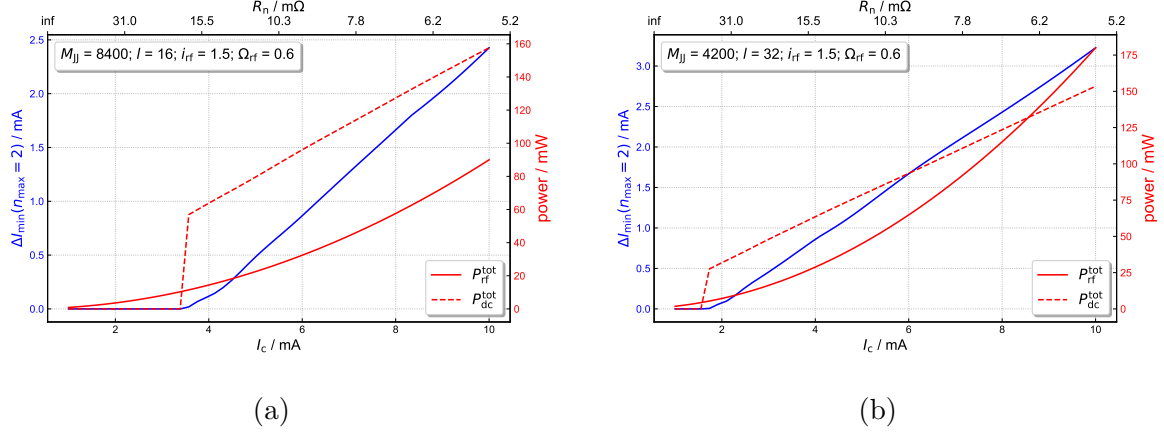 R_n / mΩ
inf 31.0 15.5 10.3 7.8 6.2 5.2
M_JJ = 8400; l = 16; i_rf = 1.5; Ω_rf = 0.6
ΔI_min(n_max = 2) / mA
2.5
2.0
1.5
1.0
0.5
0.0
160
140
120
100
80
60
40
20
0
power / mW
P_rf^tot
P_dc^tot
2 4 6 8 10
I_c / mA
(a)
R_n / mΩ
inf 31.0 15.5 10.3 7.8 6.2 5.2
M_JJ = 4200; l = 32; i_rf = 1.5; Ω_rf = 0.6
ΔI_min(n_max = 2) / mA
3.0
2.5
2.0
1.5
1.0
0.5
0.0
175
150
125
100
75
50
25
0
power / mW
P_rf^tot
P_dc^tot
2 4 6 8 10
I_c / mA
(b)